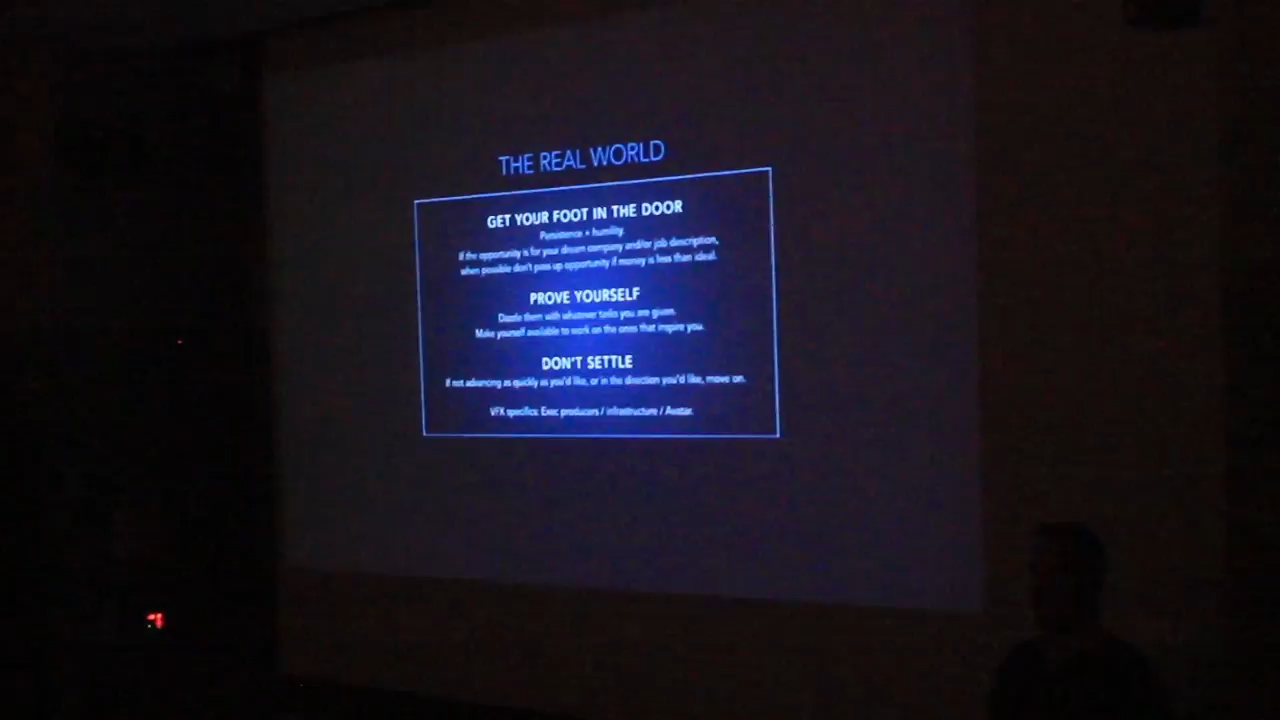 THE REAL WORLD
GET YOUR FOOT IN THE DOOR
Persistence + humility.
If the opportunity is for your dream company and/or job description,
when possible don't pass up opportunity if money is less than ideal.
PROVE YOURSELF
Dazzle them with whatever tasks you are given.
Make yourself available to work on the ones that inspire you.
DON'T SETTLE
If not advancing as quickly as you'd like, or in the direction you'd like, move on.
VFX specifics: Exec producers / infrastructure / Avatar.